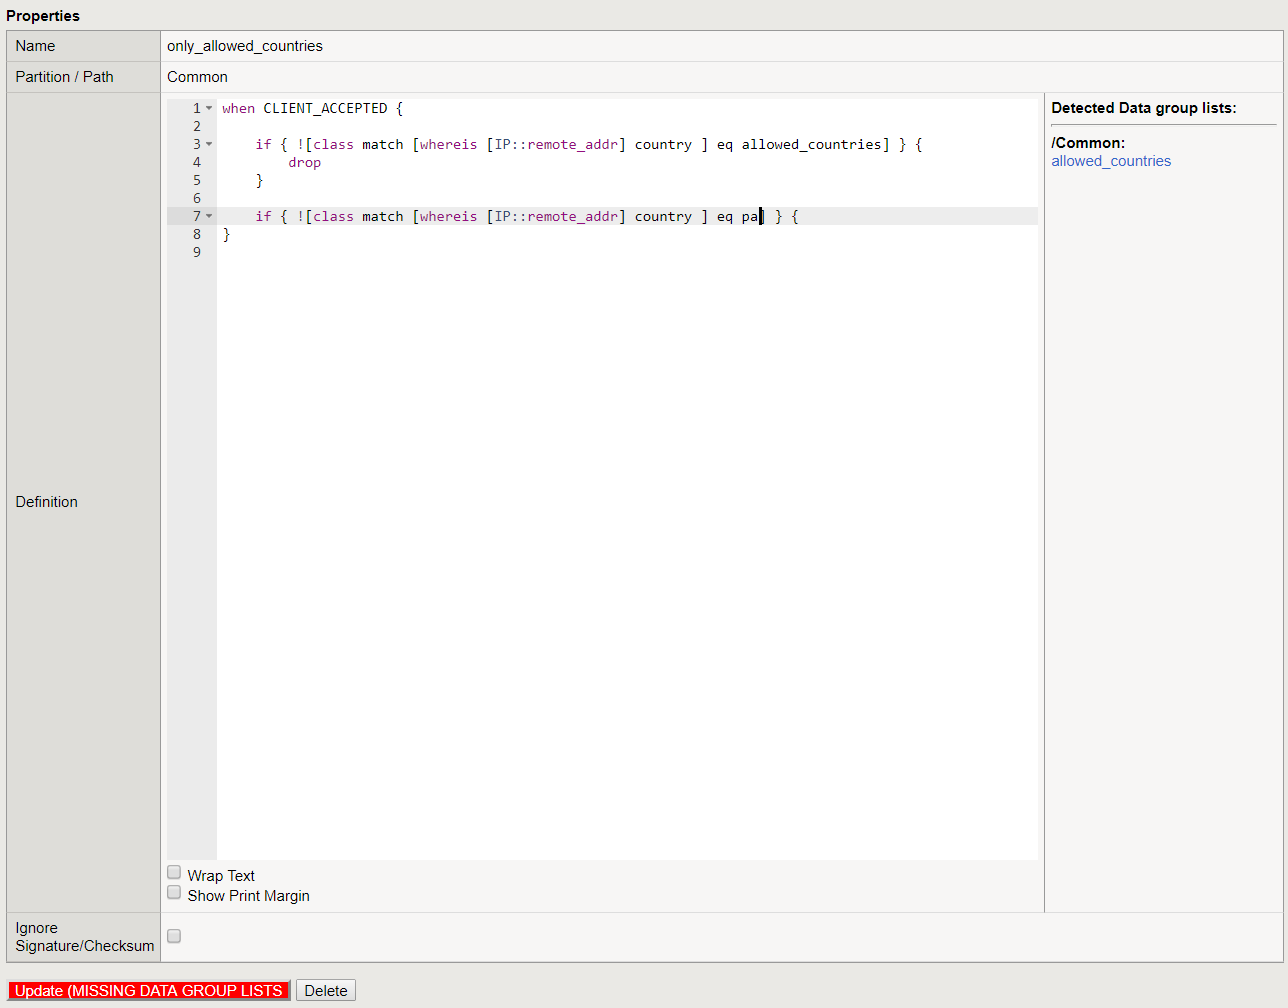 Properties
Name only_allowed_countries
Partition / Path Common
Definition
1 when CLIENT_ACCEPTED {
2
3     if { ![class match [whereis [IP::remote_addr] country ] eq allowed_countries] } {
4         drop
5     }
6
7     if { ![class match [whereis [IP::remote_addr] country ] eq pa] } {
8 }
9
Detected Data group lists:
/Common:
allowed_countries
Wrap Text
Show Print Margin
Ignore
Signature/Checksum
Update (MISSING DATA GROUP LISTS Delete